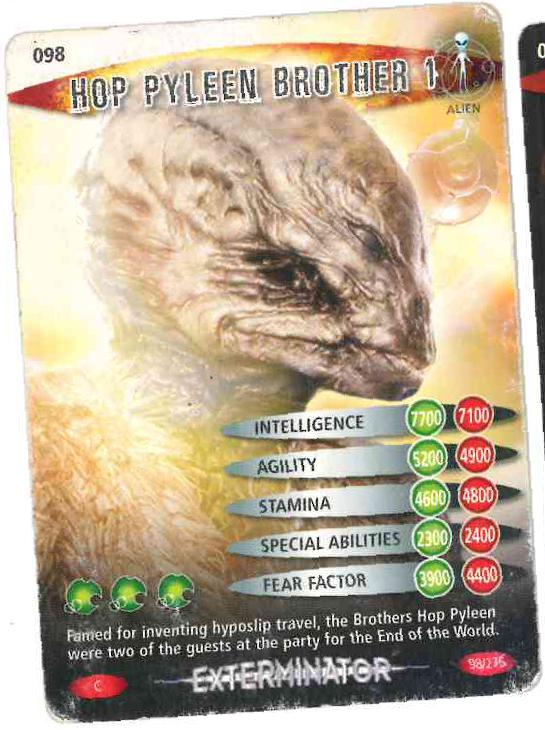 098
HOP PYLEEN BROTHER 1
ALIEN
INTELLIGENCE 7700 7100
AGILITY 5200 4900
STAMINA 4600 4800
SPECIAL ABILITIES 2300 2400
FEAR FACTOR 3900 4400
Famed for inventing hyposlip travel, the Brothers Hop Pyleen
were two of the guests at the party for the End of the World.
C
EXTERMINATOR
98/275
0